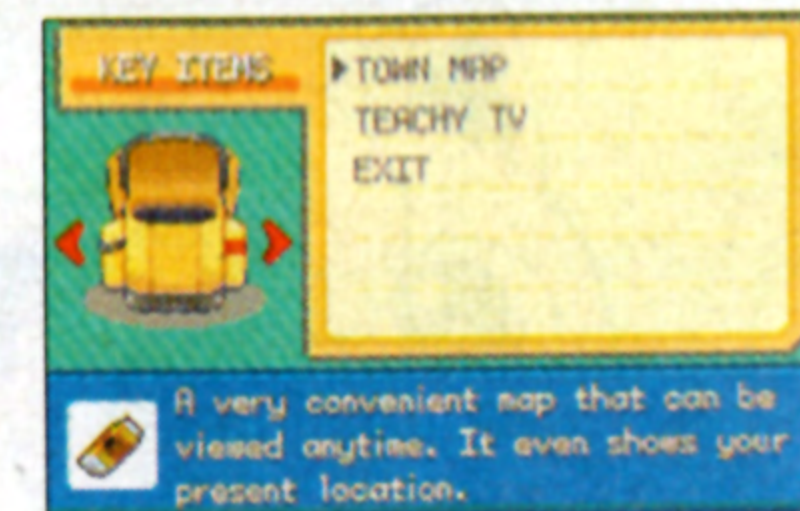 KEY ITEMS
TOWN MAP
TEACHY TV
EXIT
A very convenient map that can be
viewed anytime. It even shows your
present location.